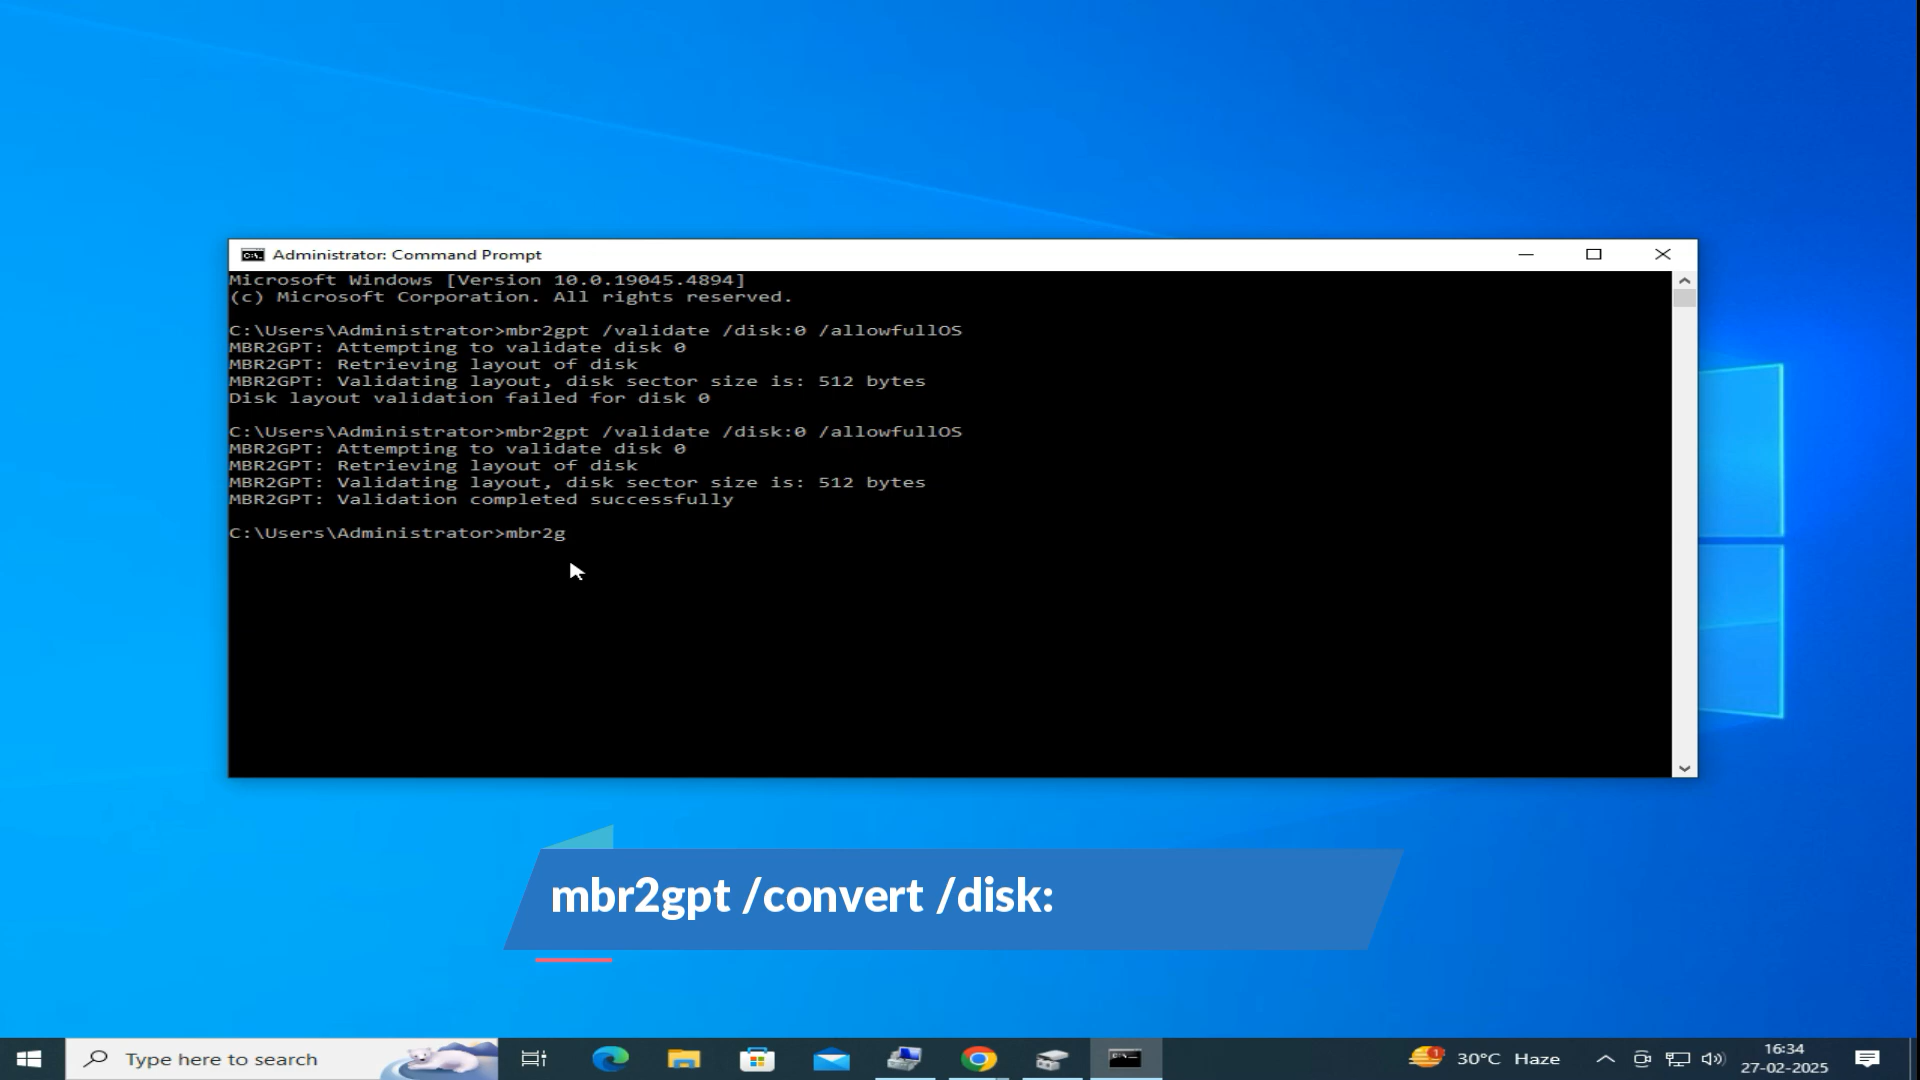 Administrator: Command Prompt
Microsoft Windows [Version 10.0.19045.4894]
(c) Microsoft Corporation. All rights reserved.
C:\Users\Administrator>mbr2gpt /validate /disk:0 /allowfullOS
MBR2GPT: Attempting to validate disk 0
MBR2GPT: Retrieving layout of disk
MBR2GPT: Validating layout, disk sector size is: 512 bytes
Disk layout validation failed for disk 0
C:\Users\Administrator>mbr2gpt /validate /disk:0 /allowfullOS
MBR2GPT: Attempting to validate disk 0
MBR2GPT: Retrieving layout of disk
MBR2GPT: Validating layout, disk sector size is: 512 bytes
MBR2GPT: Validation completed successfully
C:\Users\Administrator>mbr2g
mbr2gpt /convert /disk:
Type here to search
1
30°C Haze
16:34
27-02-2025